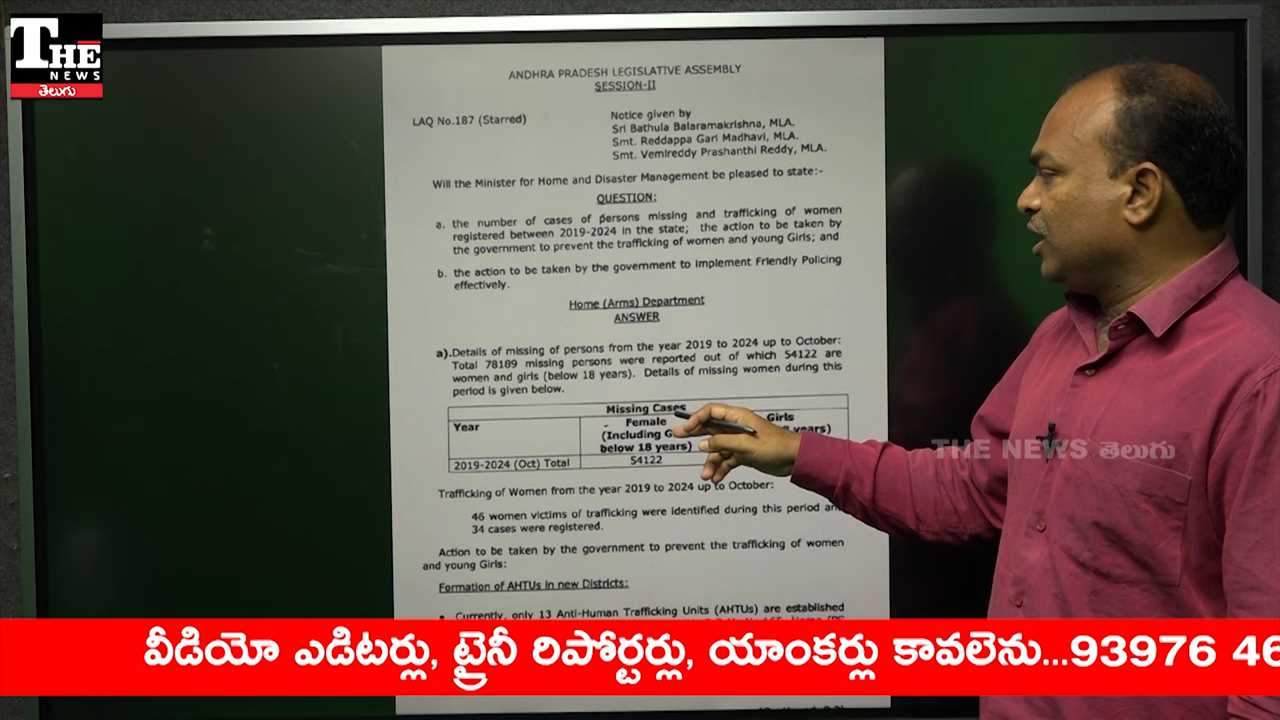 THE
NEWS
తెలుగు
ANDHRA PRADESH LEGISLATIVE ASSEMBLY
SESSION-II
LAQ No.187 (Starred)
Notice given by
Sri Bathula Balaramakrishna, MLA.
Smt. Reddappa Gari Madhavi, MLA.
Smt. Vemireddy Prashanthi Reddy, MLA.
Will the Minister for Home and Disaster Management be pleased to state:-
QUESTION:
a. the number of cases of persons missing and trafficking of women
registered between 2019-2024 in the state; the action to be taken by
the government to prevent the trafficking of women and young Girls; and
b. the action to be taken by the government to implement Friendly Policing
effectively.
Home (Arms) Department
ANSWER
a).Details of missing of persons from the year 2019 to 2024 up to October:
Total 78189 missing persons were reported out of which 54122 are
women and girls (below 18 years). Details of missing women during this
period is given below.
Missing Cases
Year
Female
(Including G
below 18 years)
Girls
years)
2019-2024 (Oct) Total
54122
THE NEWS తెలుగు
Trafficking of Women from the year 2019 to 2024 up to October:
46 women victims of trafficking were identified during this period an
34 cases were registered.
Action to be taken by the government to prevent the trafficking of women
and young Girls:
Formation of AHTUs in new Districts:
• Currently, only 13 Anti-Human Trafficking Units (AHTUs) are established
వీడియో ఎడిటర్లు, ట్రైనీ రిపోర్టర్లు, యాంకర్లు కావలెను...93976 46